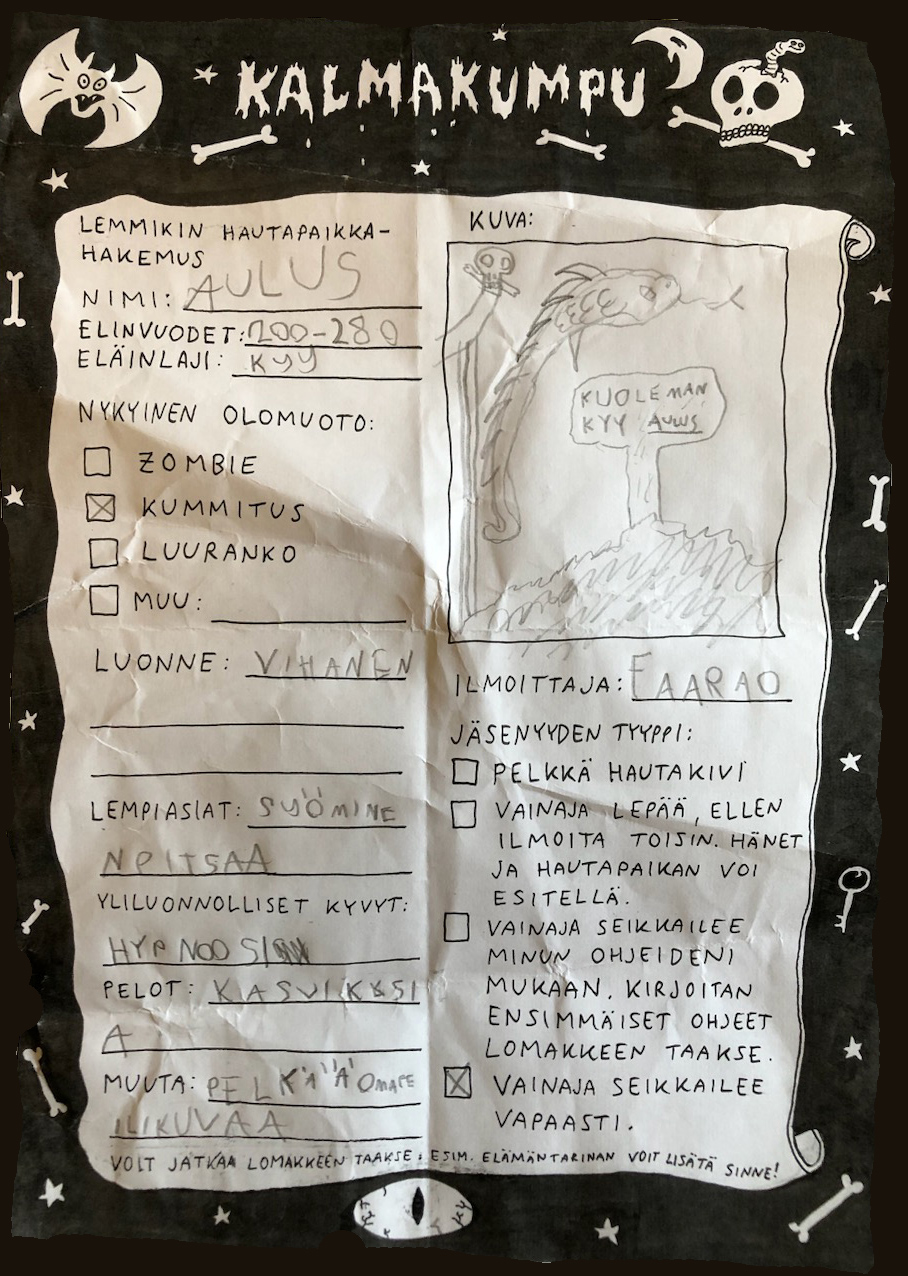 KALMAKUMPU
LEMMIKIN HAUTAPAIKKA-
HAKEMUS
NIMI: AULUS
ELINVUODET: 200-280
ELÄINLAJI: KYY
NYKYINEN OLOMUOTO:
ZOMBIE
KUMMITUS
LUURANKO
MUU:
LUONNE: VIHANEN
LEMPIASIAT: SYÖMINE
N PITSAA
YLILUONNOLLISET KYVYT:
HYPNOOSI
PELOT: KASVIKKSI
A
MUUTA: PELKÄÄ OMAPE
ILIKUVAA
KUVA:
KUOLEMAN
KYY AULUS
ILMOITTAJA: FAARAO
JÄSENYYDEN TYYPPI:
PELKKÄ HAUTAKIVI
VAINAJA LEPÄÄ, ELLEN
ILMOITA TOISIN. HÄNET
JA HAUTAPAIKAN VOI
ESITELLÄ.
VAINAJA SEIKKAILEE
MINUN OHJEIDENI
MUKAAN. KIRJOITAN
ENSIMMÄISET OHJEET
LOMAKKEEN TAAKSE.
VAINAJA SEIKKAILEE
VAPAASTI.
VOIT JATKAA LOMAKKEEN TAAKSE: ESIM. ELÄMÄNTARINAN VOIT LISÄTÄ SINNE!